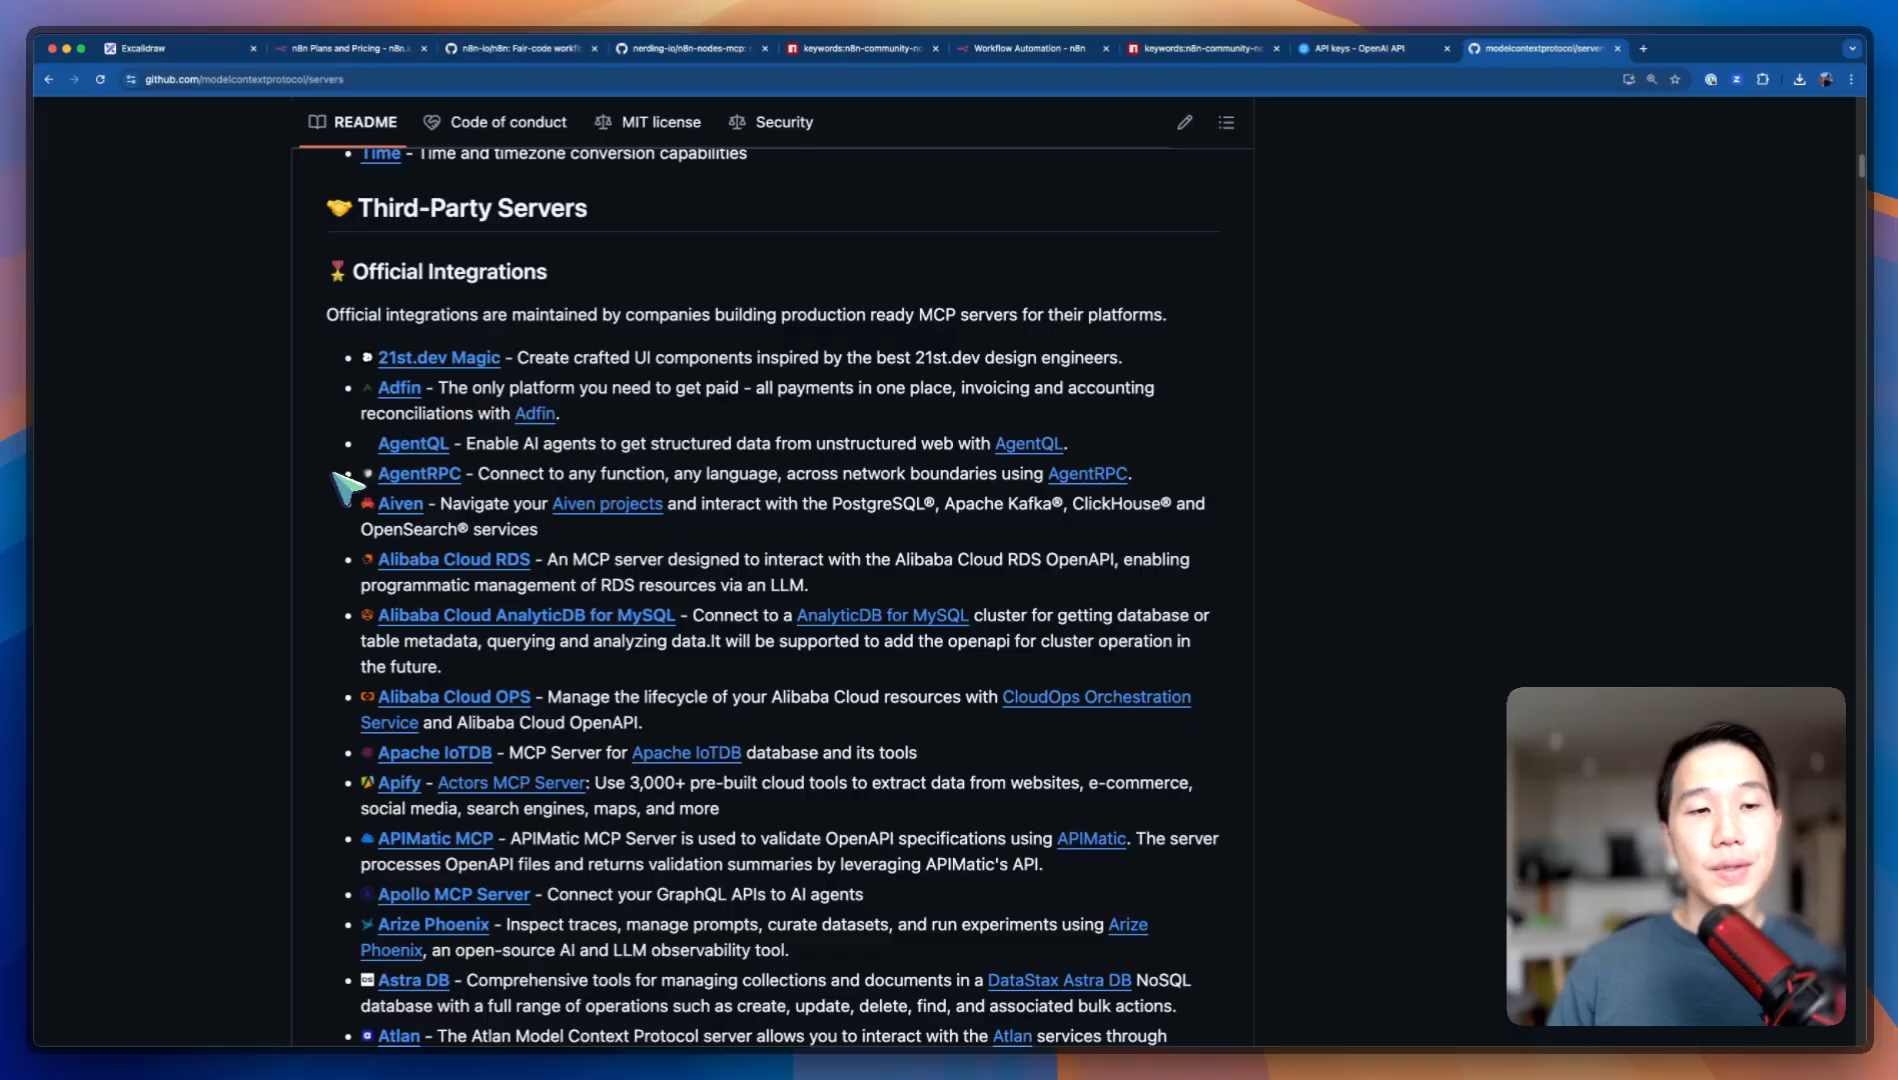 Excalidraw
n8n Plans and Pricing - n8n.
n8n-io/n8n: Fair-code workf
nerding-io/n8n-nodes-mcp:
keywords:n8n-community-no
Workflow Automation - n8n
keywords:n8n-community-no
API keys - OpenAI API
modelcontextprotocol/server
github.com/modelcontextprotocol/servers
README
Code of conduct
MIT license
Security
Time - Time and timezone conversion capabilities
Third-Party Servers
Official Integrations
Official integrations are maintained by companies building production ready MCP servers for their platforms.
21st.dev Magic - Create crafted UI components inspired by the best 21st.dev design engineers.
Adfin - The only platform you need to get paid - all payments in one place, invoicing and accounting
reconciliations with Adfin.
AgentQL - Enable AI agents to get structured data from unstructured web with AgentQL.
AgentRPC - Connect to any function, any language, across network boundaries using AgentRPC.
Aiven - Navigate your Aiven projects and interact with the PostgreSQL®, Apache Kafka®, ClickHouse® and
OpenSearch® services
Alibaba Cloud RDS - An MCP server designed to interact with the Alibaba Cloud RDS OpenAPI, enabling
programmatic management of RDS resources via an LLM.
Alibaba Cloud AnalyticDB for MySQL - Connect to a AnalyticDB for MySQL cluster for getting database or
table metadata, querying and analyzing data.It will be supported to add the openapi for cluster operation in
the future.
Alibaba Cloud OPS - Manage the lifecycle of your Alibaba Cloud resources with CloudOps Orchestration
Service and Alibaba Cloud OpenAPI.
Apache IoTDB - MCP Server for Apache IoTDB database and its tools
Apify - Actors MCP Server: Use 3,000+ pre-built cloud tools to extract data from websites, e-commerce,
social media, search engines, maps, and more
APIMatic MCP - APIMatic MCP Server is used to validate OpenAPI specifications using APIMatic. The server
processes OpenAPI files and returns validation summaries by leveraging APIMatic's API.
Apollo MCP Server - Connect your GraphQL APIs to AI agents
Arize Phoenix - Inspect traces, manage prompts, curate datasets, and run experiments using Arize
Phoenix, an open-source AI and LLM observability tool.
Astra DB - Comprehensive tools for managing collections and documents in a DataStax Astra DB NoSQL
database with a full range of operations such as create, update, delete, find, and associated bulk actions.
Atlan - The Atlan Model Context Protocol server allows you to interact with the Atlan services through